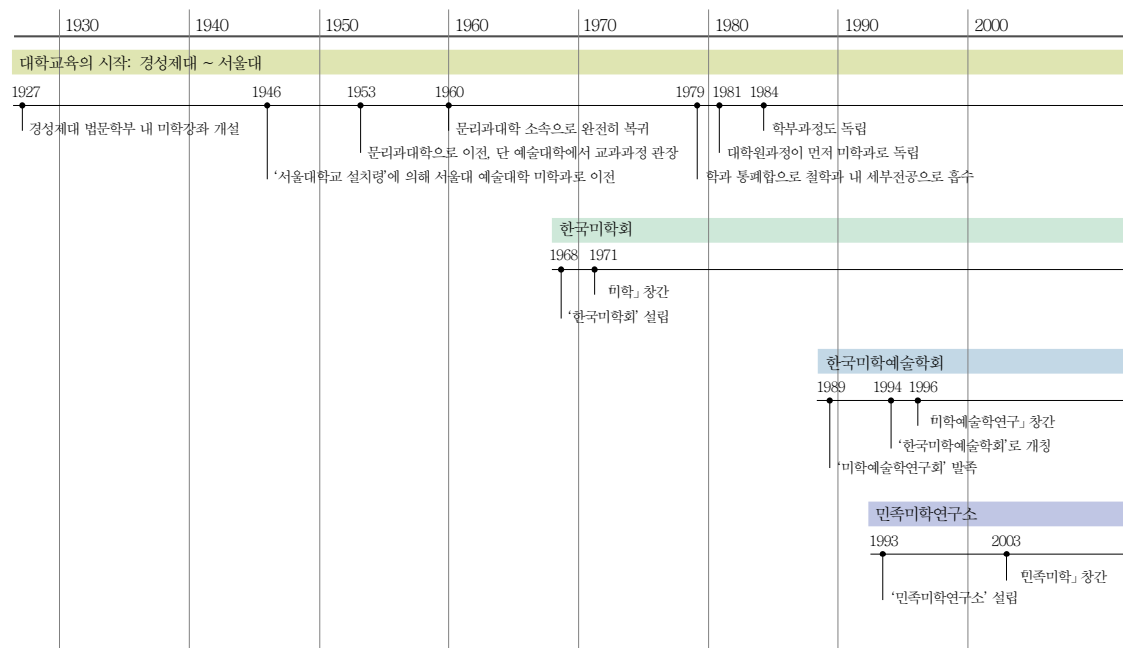 1930 1940 1950 1960 1970 1980 1990 2000
대학교육의 시작: 경성제대 ~ 서울대
1927 1946 1953 1960 1979 1981 1984
경성제대 법문학부 내 미학강좌 개설 문리과대학 소속으로 완전히 복귀 학부과정도 독립
문리과대학으로 이전, 단 예술대학에서 교과과정 관장 대학원과정이 먼저 미학과로 독립
'서울대학교 설치령'에 의해 서울대 예술대학 미학과로 이전 학과 통폐합으로 철학과 내 세부전공으로 흡수
한국미학회
1968 1971
「미학」 창간
'한국미학회' 설립
한국미학예술학회
1989 1994 1996
「미학예술학연구」 창간
'한국미학예술학회'로 개칭
'미학예술학연구회' 발족
민족미학연구소
1993 2003
「민족미학」 창간
'민족미학연구소' 설립